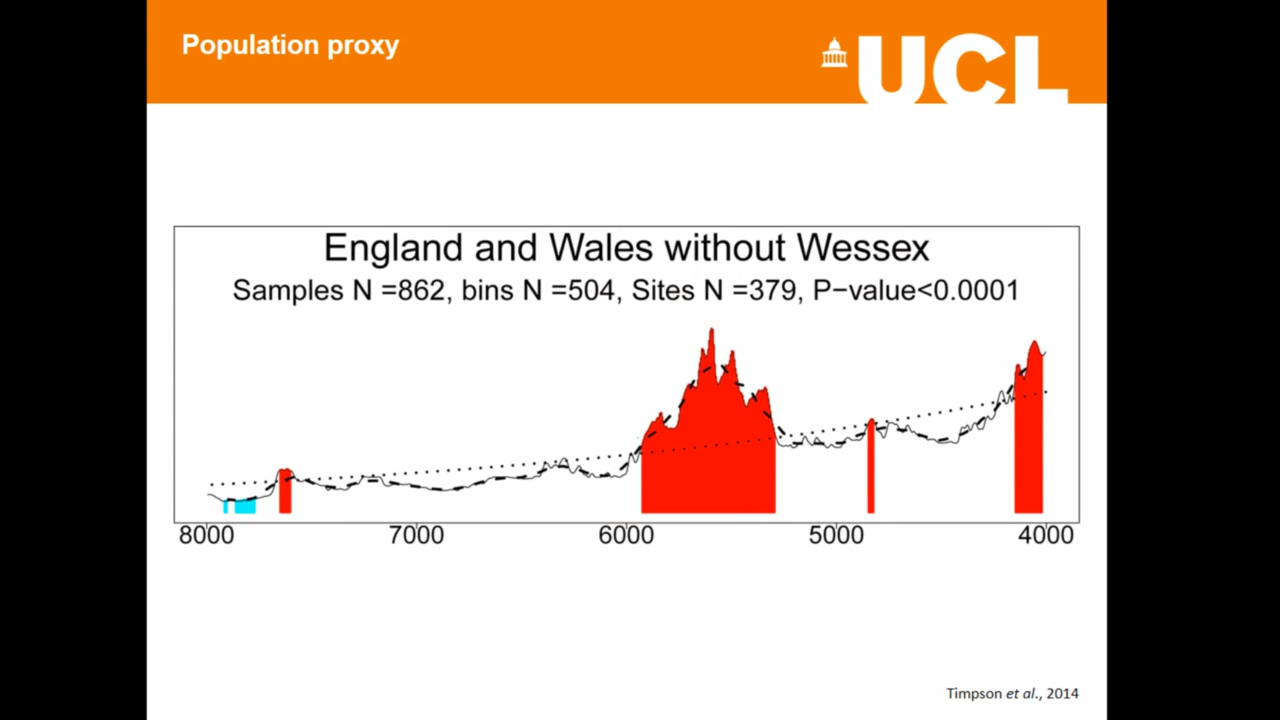 Population proxy
UCL
England and Wales without Wessex
Samples N =862, bins N =504, Sites N =379, P−value<0.0001
8000 7000 6000 5000 4000
Timpson et al., 2014